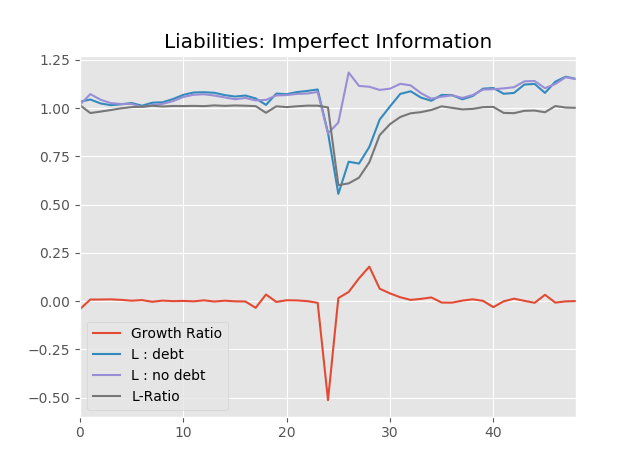 Liabilities: Imperfect Information
1.25
1.00
0.75
0.50
0.25
0.00
−0.25
−0.50
Growth Ratio
L : debt
L : no debt
L-Ratio
0 10 20 30 40